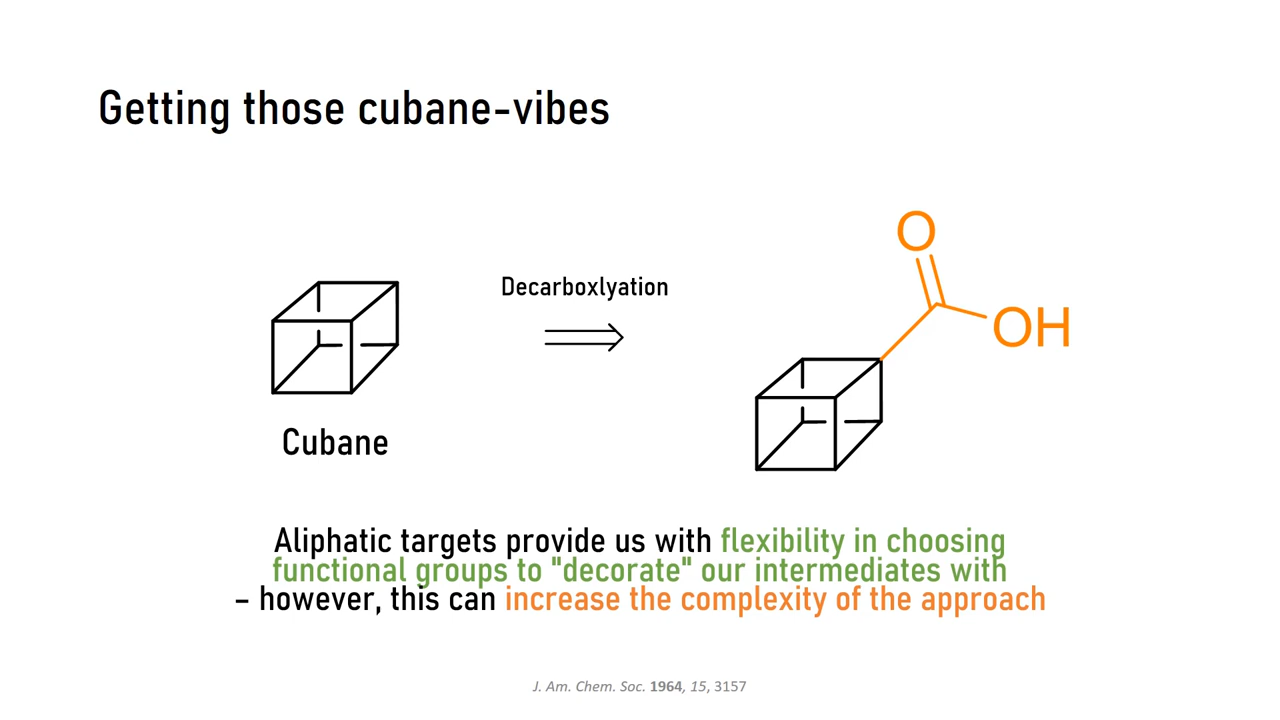 Getting those cubane-vibes
O
Decarboxlyation
OH
Cubane
Aliphatic targets provide us with flexibility in choosing
functional groups to "decorate" our intermediates with
– however, this can increase the complexity of the approach
J. Am. Chem. Soc. 1964, 15, 3157